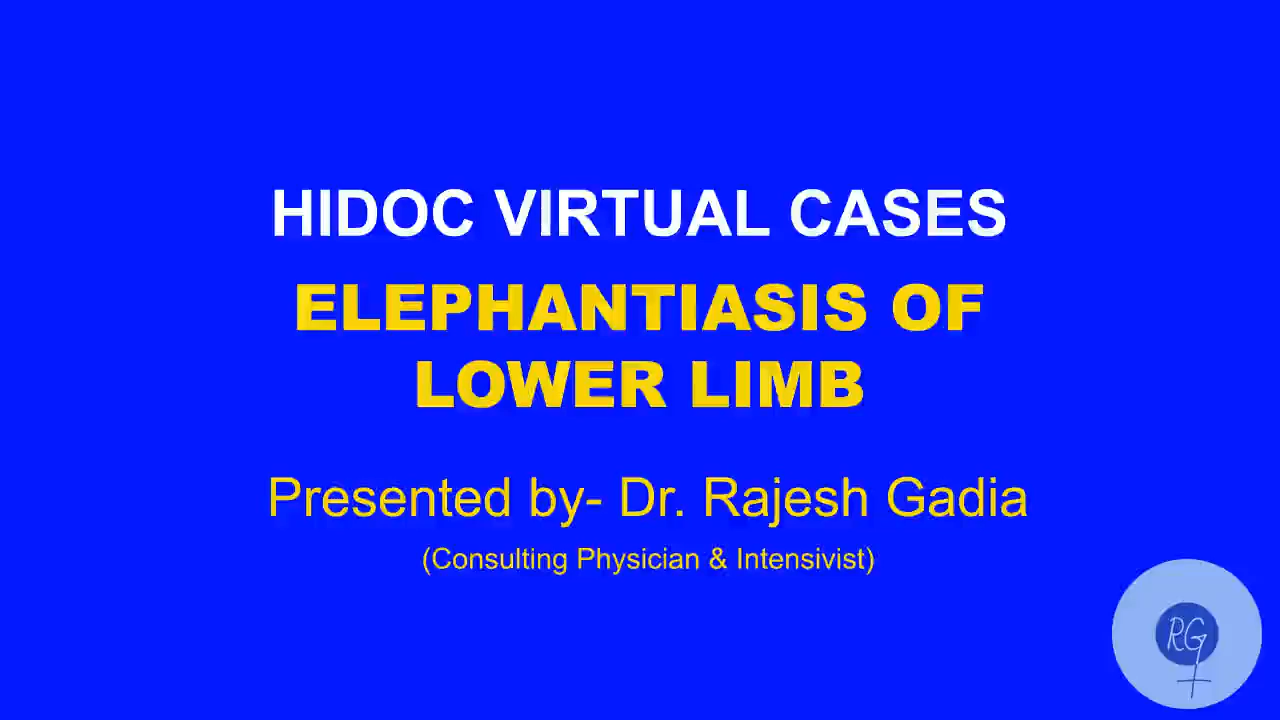 HIDOC VIRTUAL CASES
ELEPHANTIASIS OF
LOWER LIMB
Presented by- Dr. Rajesh Gadia
(Consulting Physician & Intensivist)
RG